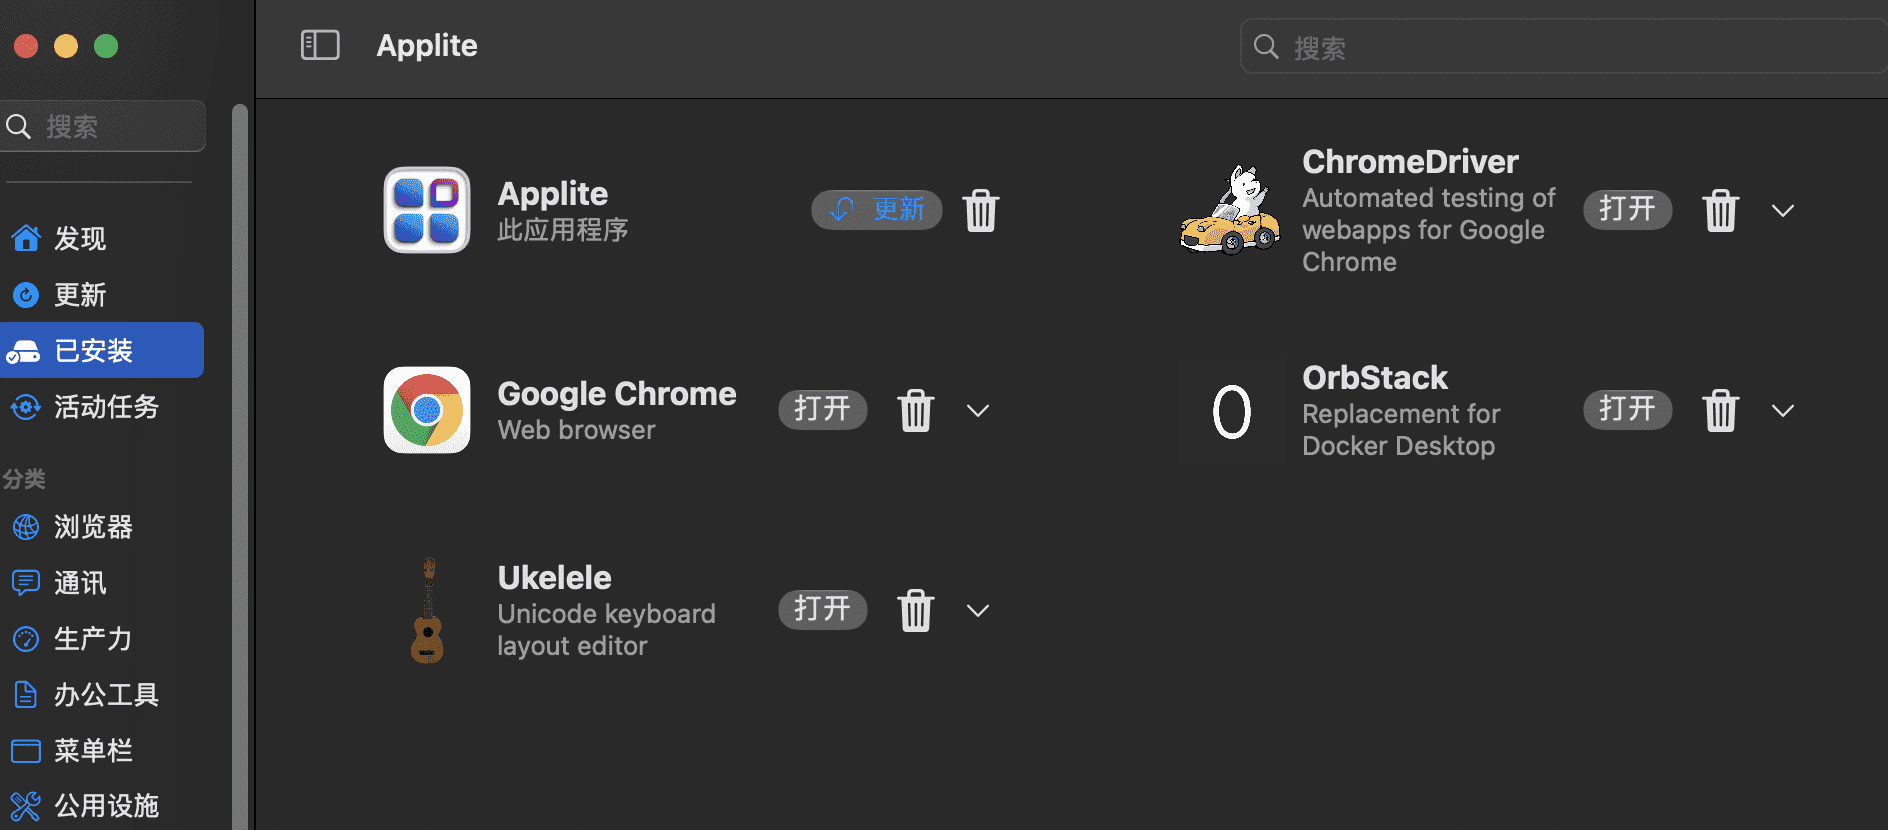 Applite
搜索
搜索
发现
更新
已安装
活动任务
分类
浏览器
通讯
生产力
办公工具
菜单栏
公用设施
Applite
此应用程序
更新
ChromeDriver
Automated testing of
webapps for Google
Chrome
打开
Google Chrome
Web browser
打开
OrbStack
Replacement for
Docker Desktop
打开
Ukelele
Unicode keyboard
layout editor
打开